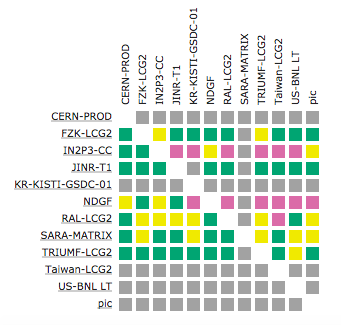 CERN-PROD
FZK-LCG2
IN2P3-CC
JINR-T1
KR-KISTI-GSDC-01
NDGF
RAL-LCG2
SARA-MATRIX
TRIUMF-LCG2
Taiwan-LCG2
US-BNL LT
pic
CERN-PROD
FZK-LCG2
IN2P3-CC
JINR-T1
KR-KISTI-GSDC-01
NDGF
RAL-LCG2
SARA-MATRIX
TRIUMF-LCG2
Taiwan-LCG2
US-BNL LT
pic